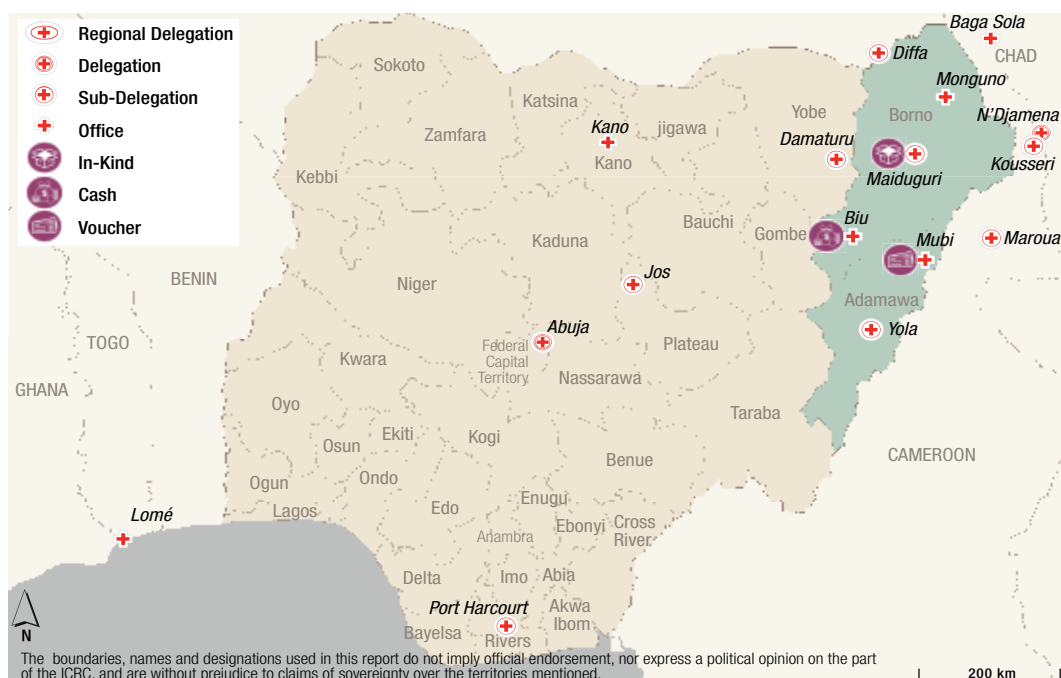 Regional Delegation
Delegation
Sub-Delegation
Office
In-Kind
Cash
Voucher
Baga Sola
CHAD
Diffa
Sokoto
Monguno
Katsina
Yobe
Borno
N'Djamena
Kano
jigawa
Zamfara
Damaturu
Kano
Kousseri
Kebbi
Maiduguri
Bauchi
Biu
Gombe
Mubi
Maroua
Kaduna
BENIN
Jos
Niger
Adamawa
Abuja
Yola
TOGO
Federal
Capital
Territory
Plateau
Kwara
Nassarawa
GHANA
Oyo
Taraba
Ekiti
Kogi
Osun
CAMEROON
Benue
Ondo
Ogun
Enugu
Edo
Lagos
Lomé
Ebonyi
Cross
River
Anambra
Delta
Imo
Abia
Port Harcourt
Akwa
Ibom
Bayelsa
Rivers
N
The boundaries, names and designations used in this report do not imply official endorsement, nor express a political opinion on the part
of the ICRC, and are without prejudice to claims of sovereignty over the territories mentioned.
200 km